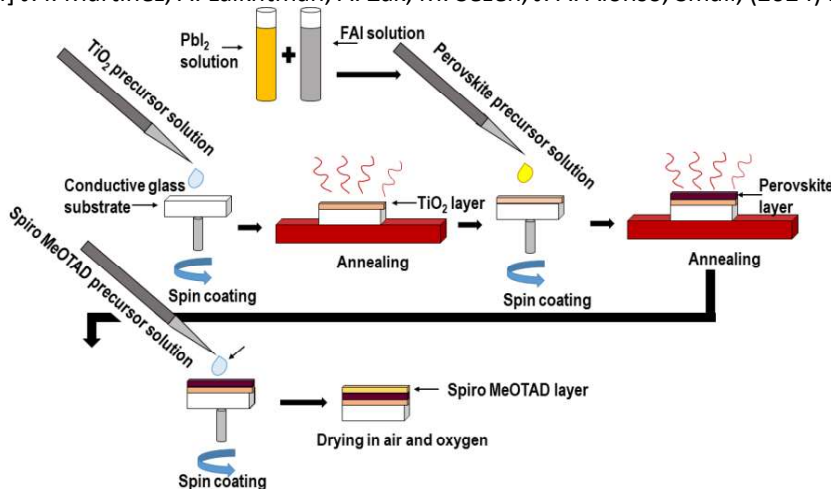 PbI2
solution
+
FAI solution
TiO2 precursor solution
Perovskite precursor solution
Conductive glass
substrate
TiO2 layer
Perovskite
layer
Annealing
Annealing
Spin coating
Spin coating
Spiro MeOTAD precursor solution
Spiro MeOTAD layer
Drying in air and oxygen
Spin coating